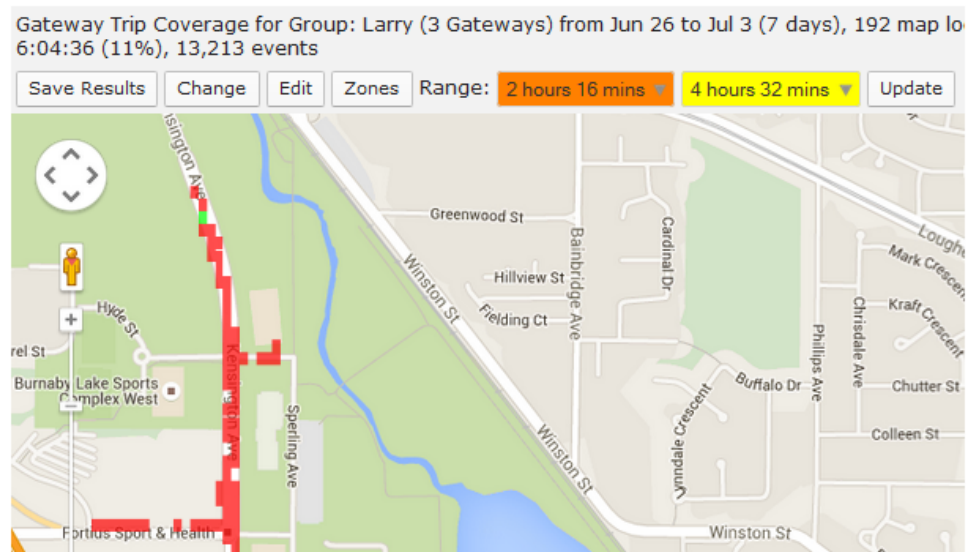 Gateway Trip Coverage for Group: Larry (3 Gateways) from Jun 26 to Jul 3 (7 days), 192 map lo
6:04:36 (11%), 13,213 events
Save Results Change Edit Zones Range: 2 hours 16 mins 4 hours 32 mins Update
nsington Ave
Greenwood St
Cardinal Dr
Bainbridge Ave
Loughe
Mark Crescen
Winston St
Hillview St
Fielding Ct
Hyde St
Kraft Crescent
Chrisdale Ave
Phillips Ave
rel St
Kensington Ave
Burnaby Lake Sports
Complex West
Buffalo Dr
Chutter St
Sperling Ave
Lynndale Crescent
Colleen St
Winston St
Fortius Sport & Health
Winston St